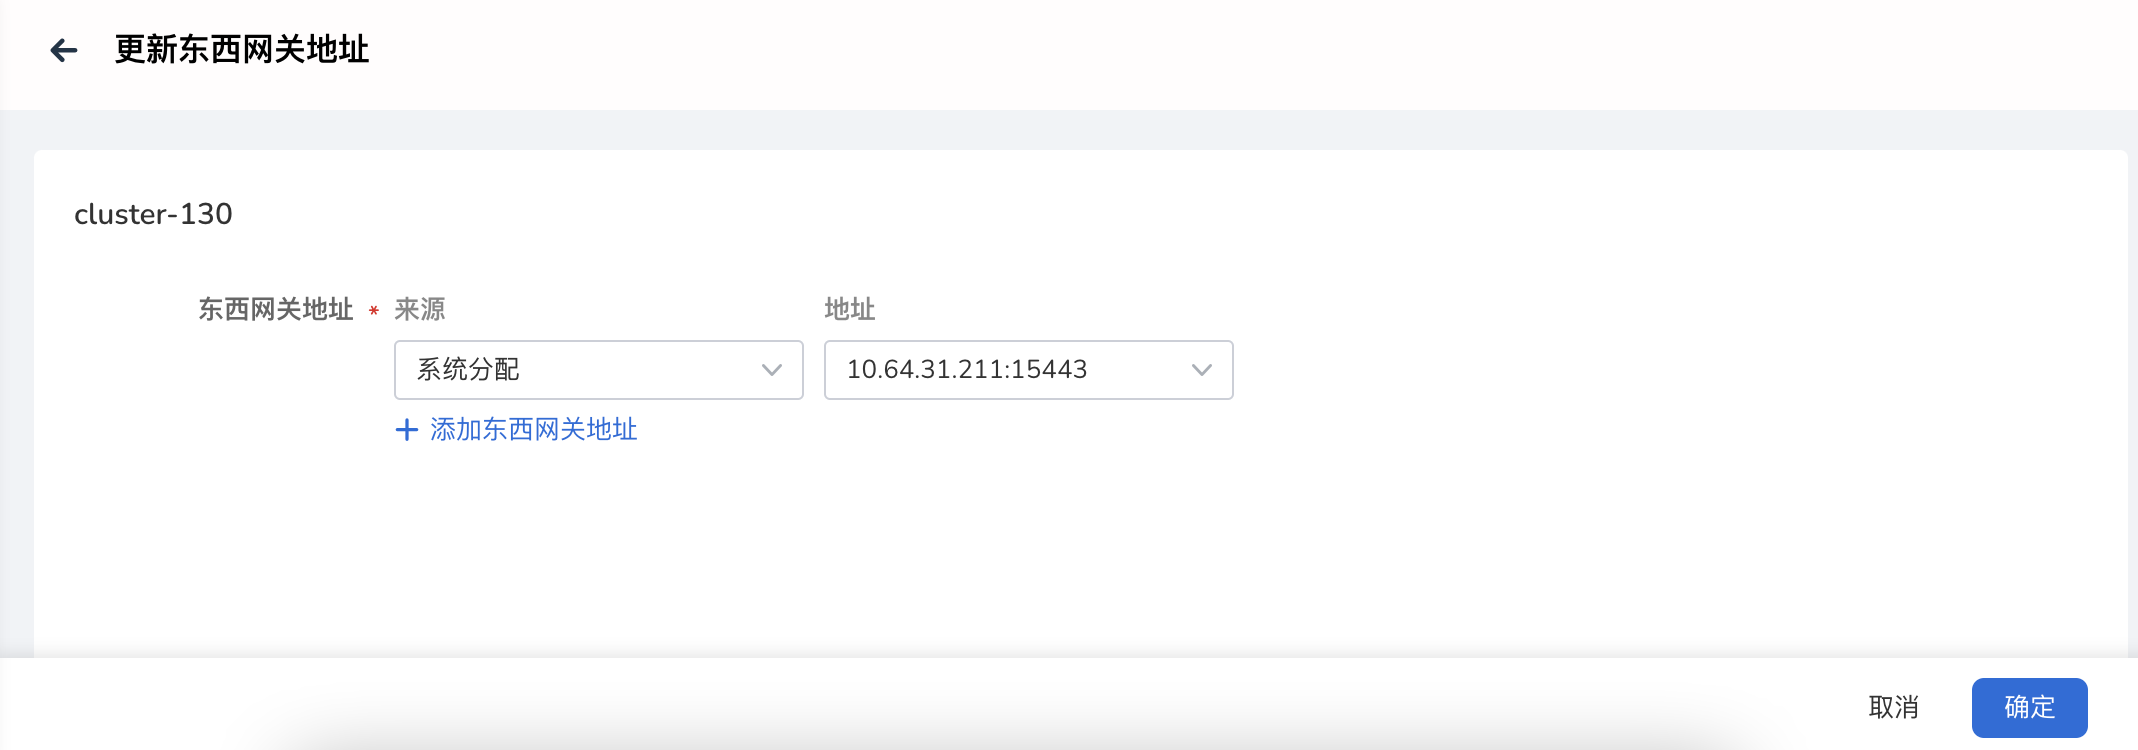 更新东西网关地址
cluster-130
东西网关地址 * 来源 地址
系统分配 10.64.31.211:15443
+ 添加东西网关地址
取消 确定